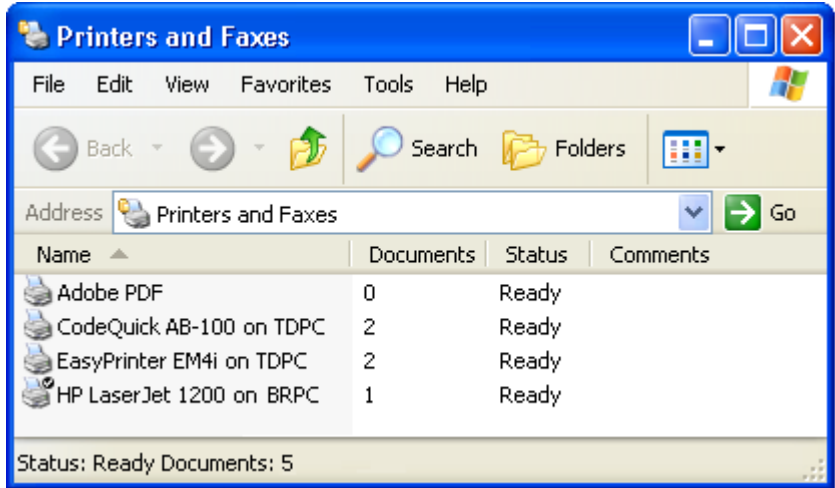 Printers and Faxes
File Edit View Favorites Tools Help
Back Search Folders
Address Printers and Faxes Go
Name Documents Status Comments
Adobe PDF 0 Ready
CodeQuick AB-100 on TDPC 2 Ready
EasyPrinter EM4i on TDPC 2 Ready
HP LaserJet 1200 on BRPC 1 Ready
Status: Ready Documents: 5